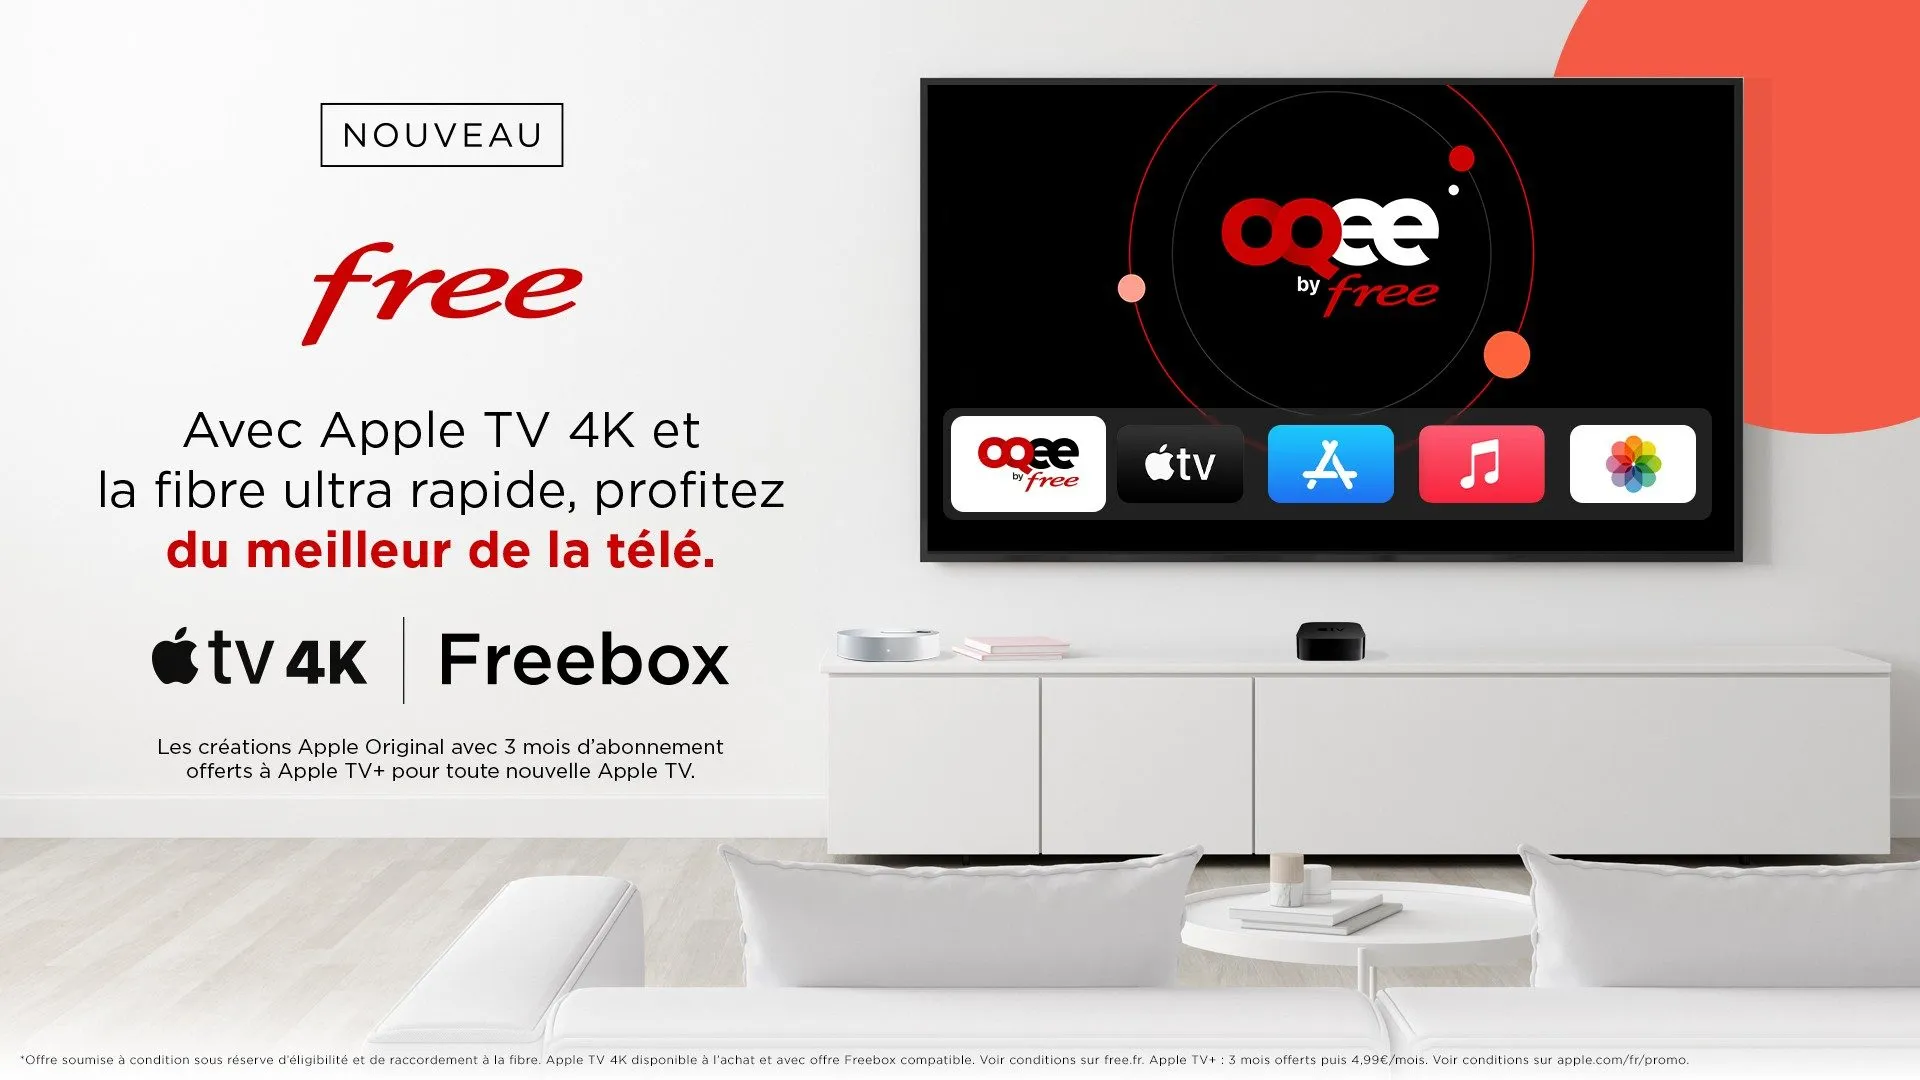 NOUVEAU
free
Avec Apple TV 4K et
la fibre ultra rapide, profitez
du meilleur de la télé.
tv 4K | Freebox
Les créations Apple Original avec 3 mois d’abonnement
offerts à Apple TV+ pour toute nouvelle Apple TV.
OQee
by free
OQee
by free
tv
*Offre soumise à condition sous réserve d’éligibilité et de raccordement à la fibre. Apple TV 4K disponible à l’achat et avec offre Freebox compatible. Voir conditions sur free.fr. Apple TV+ : 3 mois offerts puis 4,99€/mois. Voir conditions sur apple.com/fr/promo.